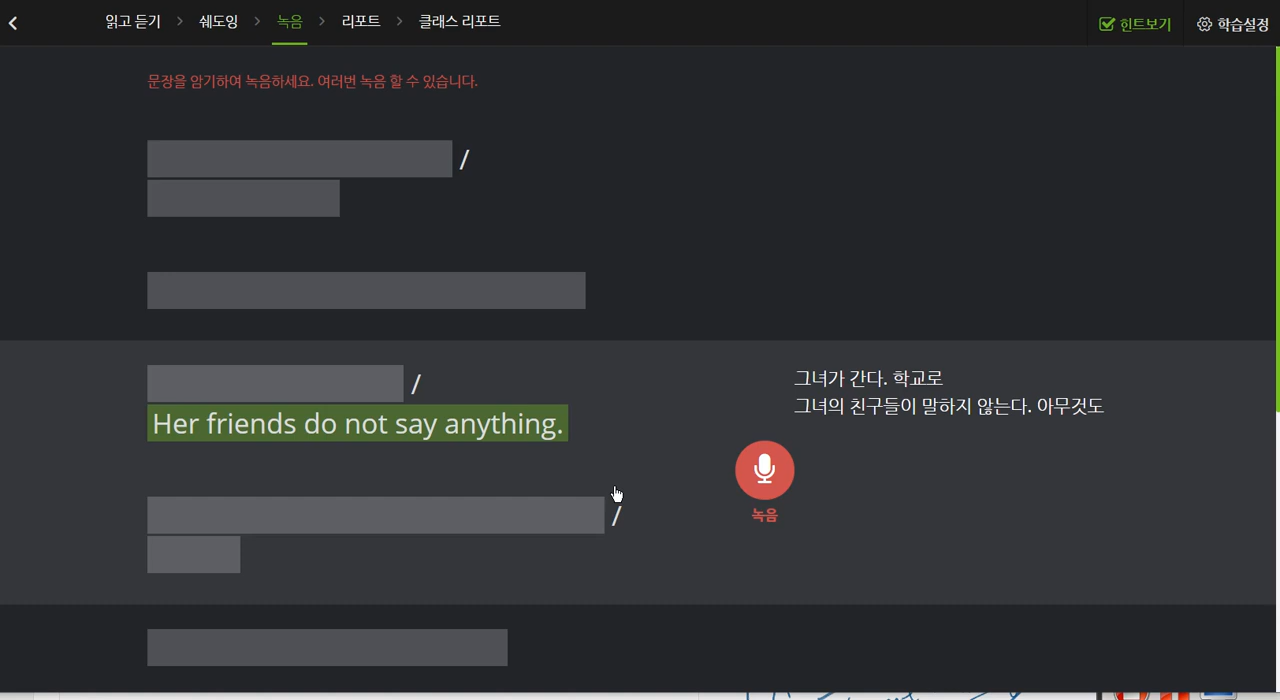 읽고 듣기 > 쉐도잉 > 녹음 > 리포트 > 클래스 리포트 힌트보기 학습설정
문장을 암기하여 녹음하세요. 여러번 녹음 할 수 있습니다.
/
/
그녀가 간다. 학교로
Her friends do not say anything.
그녀의 친구들이 말하지 않는다. 아무것도
녹음
/